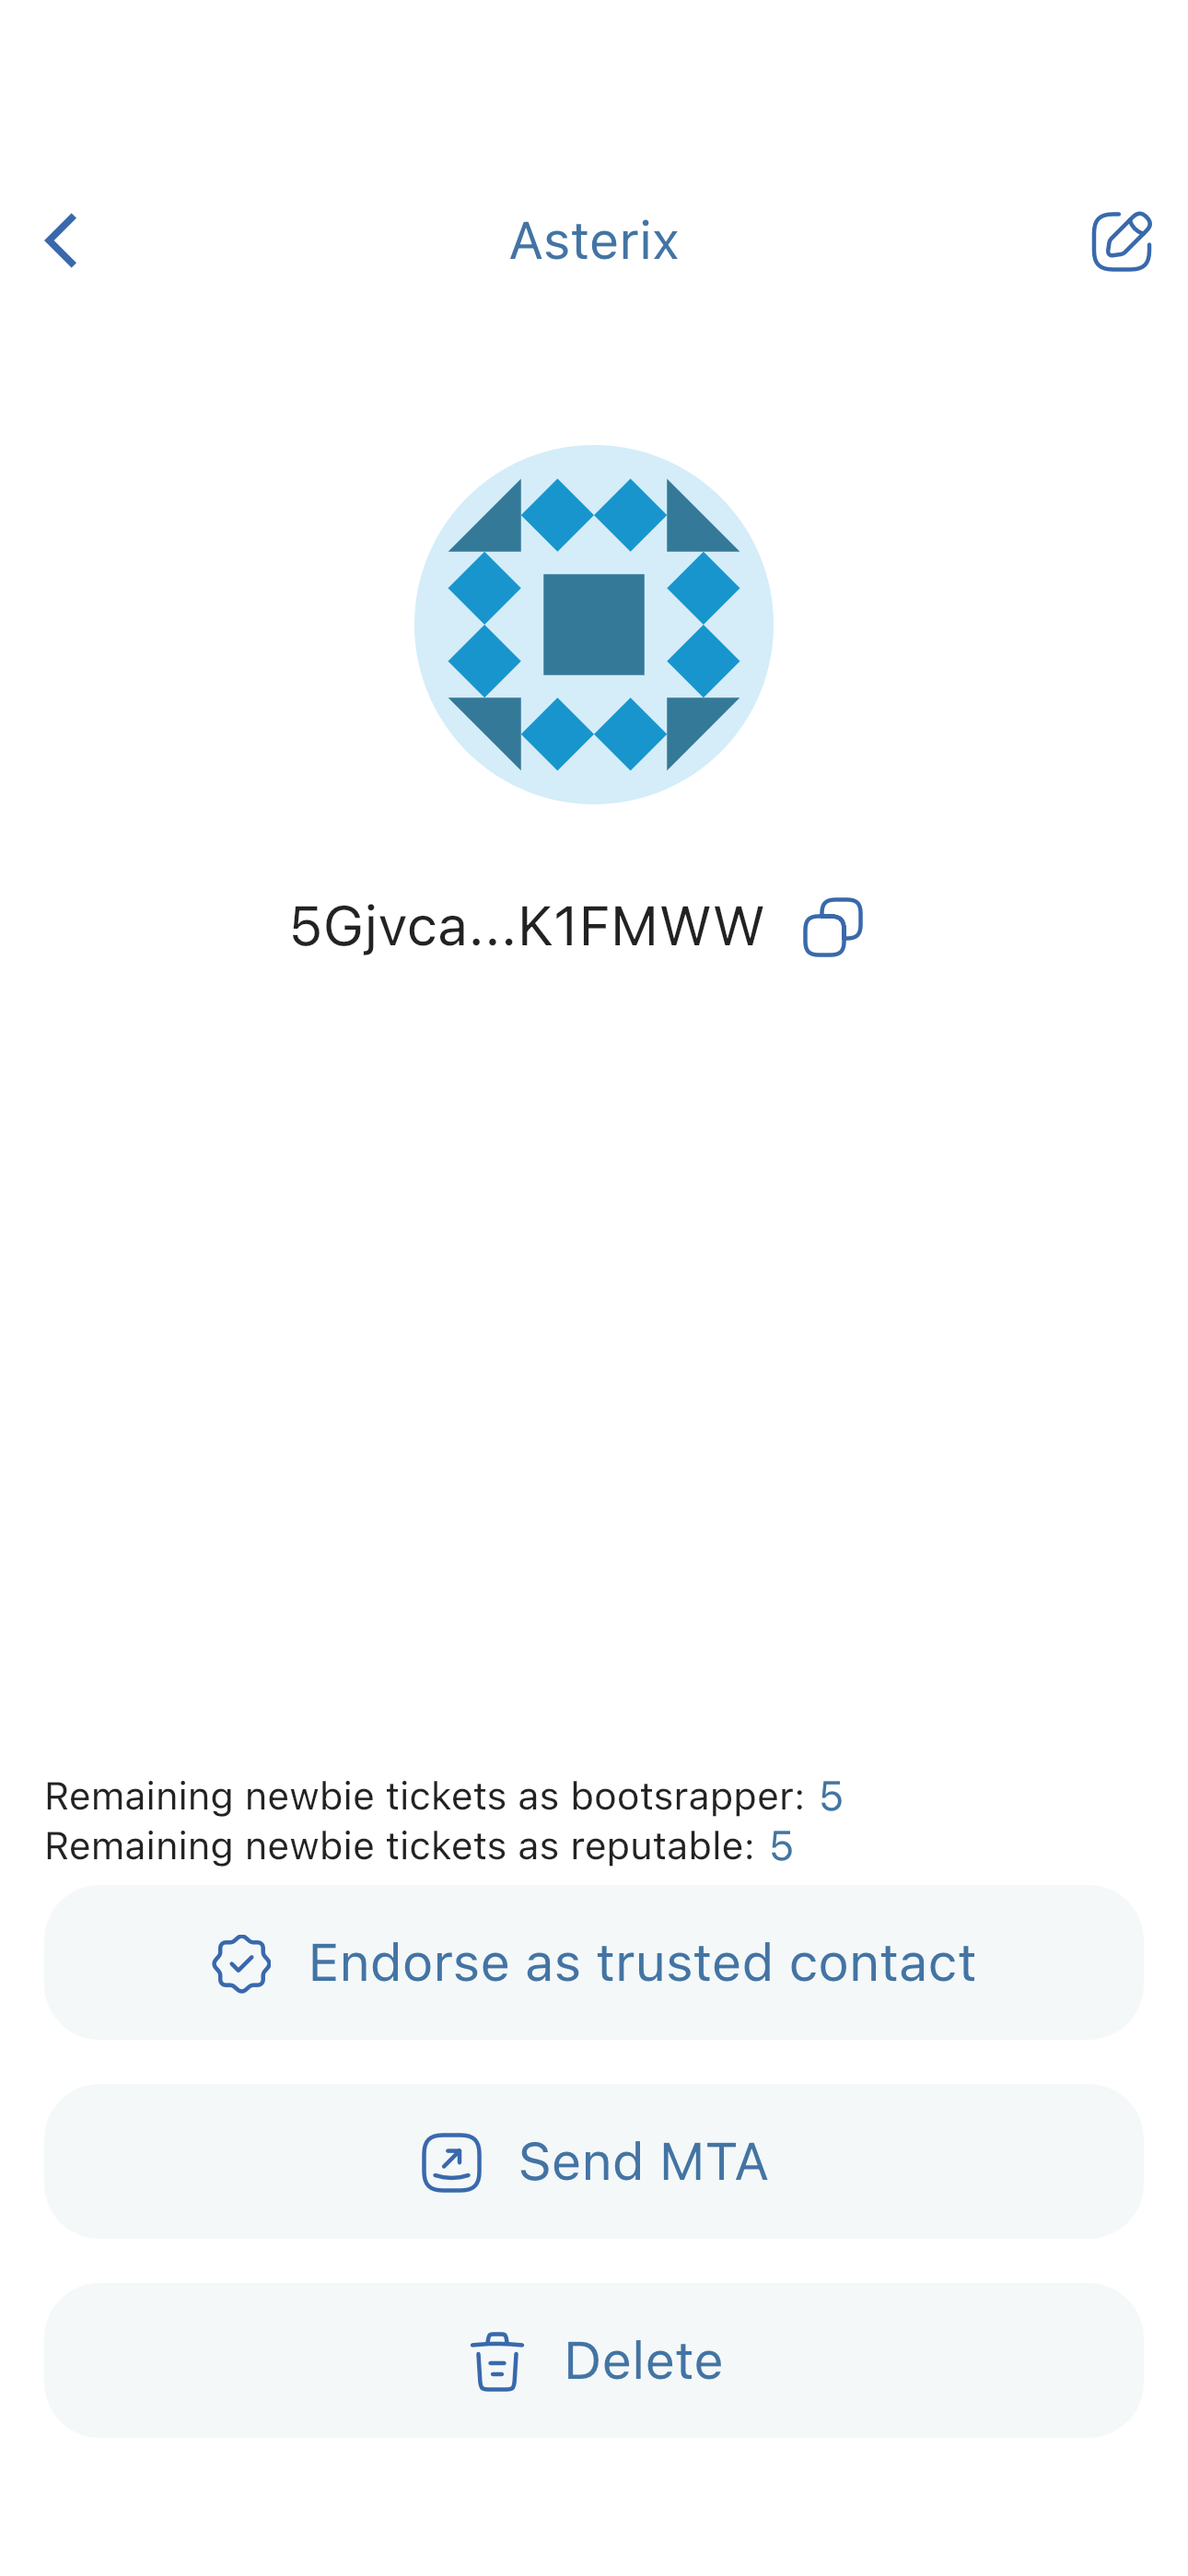 Asterix
5Gjvca...K1FMWW
Remaining newbie tickets as bootsrapper: 5
Remaining newbie tickets as reputable: 5
Endorse as trusted contact
Send MTA
Delete